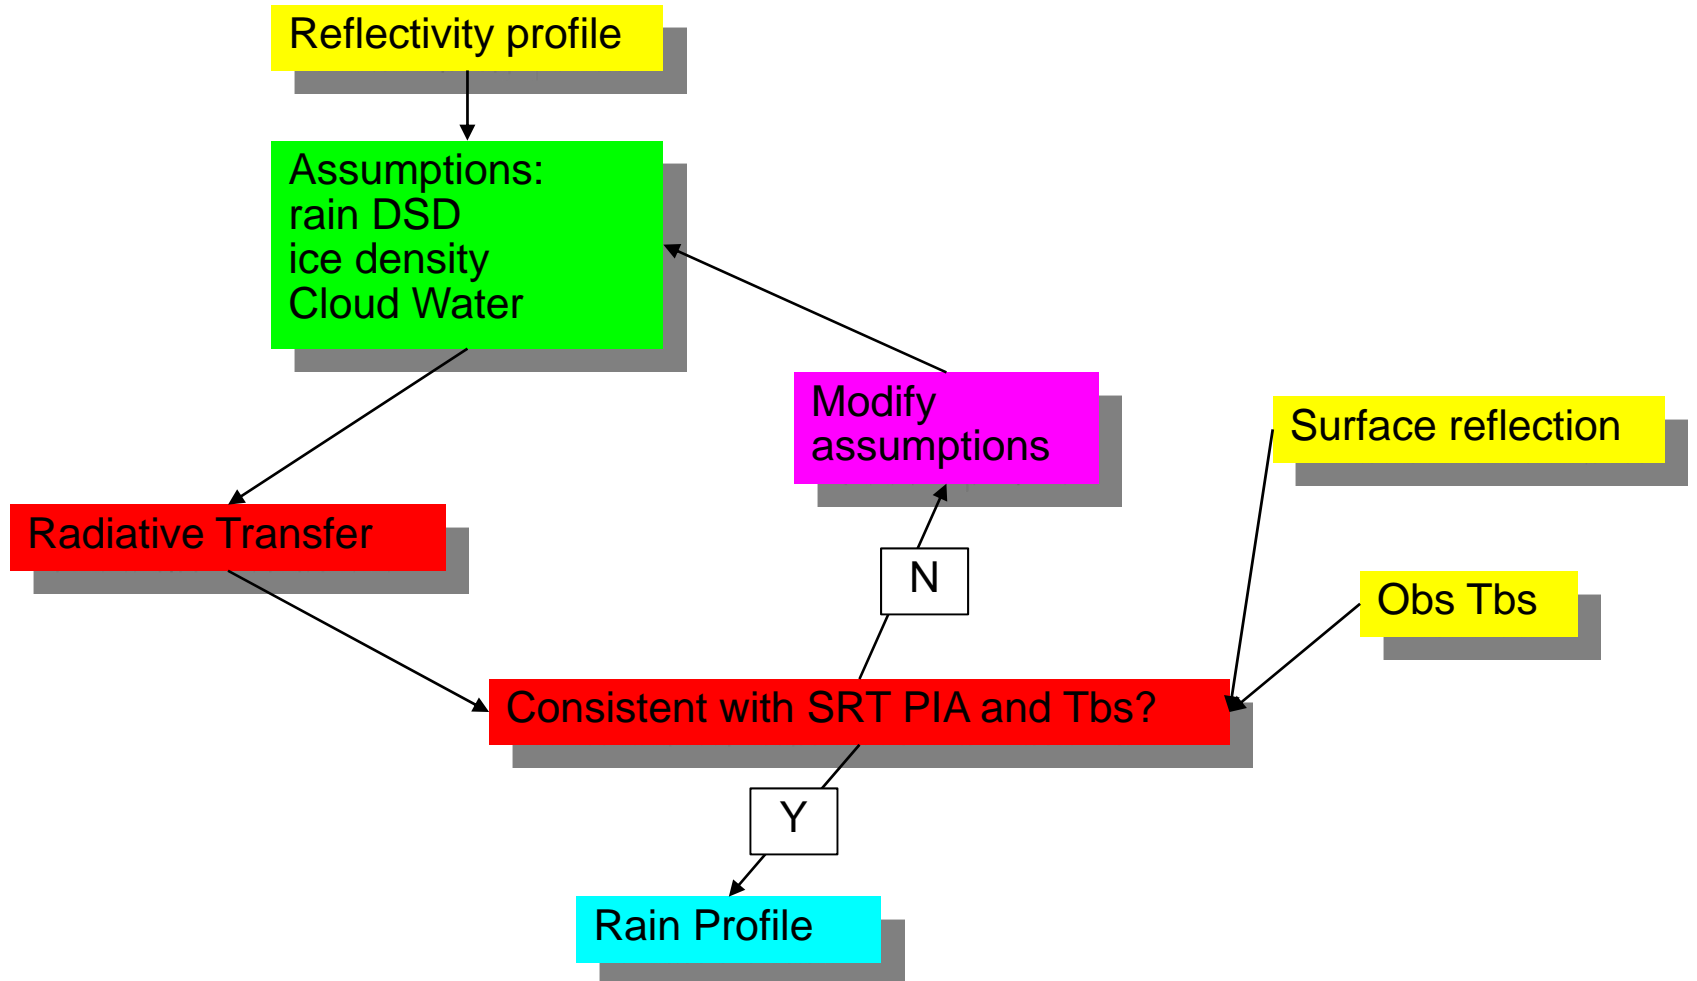 Reflectivity profile
Assumptions:
rain DSD
ice density
Cloud Water
Modify
assumptions
Surface reflection
Radiative Transfer
N
Obs Tbs
Consistent with SRT PIA and Tbs?
Y
Rain Profile